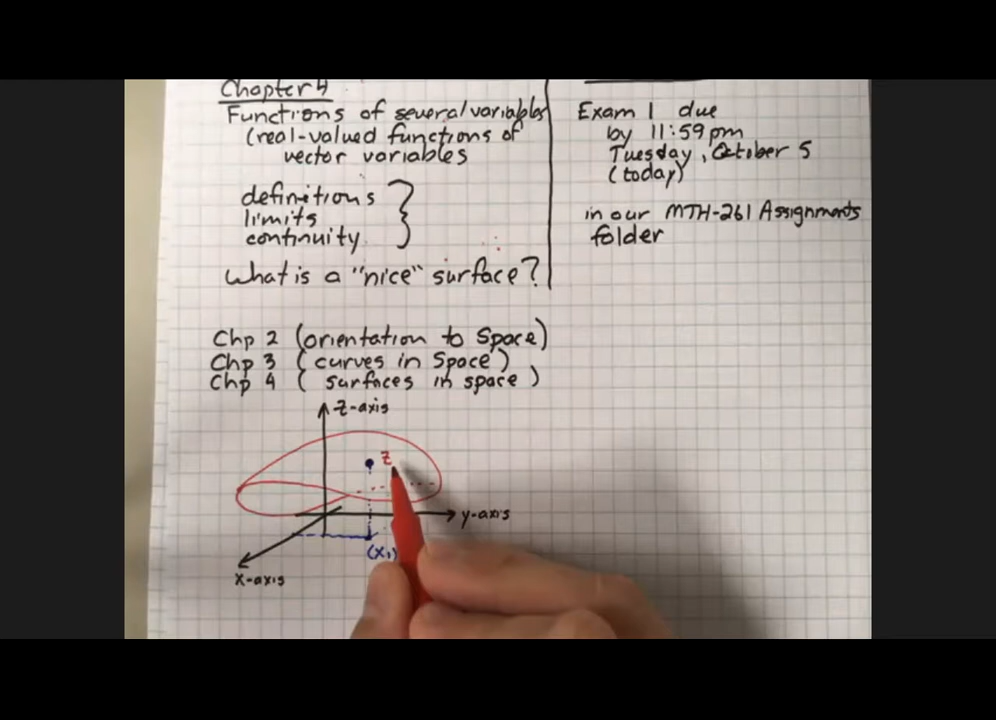 Chapter 4
Functions of several variables
(real-valued functions of
vector variables
definitions
limits
continuity
What is a "nice" surface?
Exam 1 due
by 11:59pm
Tuesday, October 5
(today)
in our MTH-261 Assignments
folder
Chp 2 (orientation to Space)
Chp 3 (curves in Space)
Chp 4 (surfaces in space)
z-axis
z
y-axis
(x,
x-axis